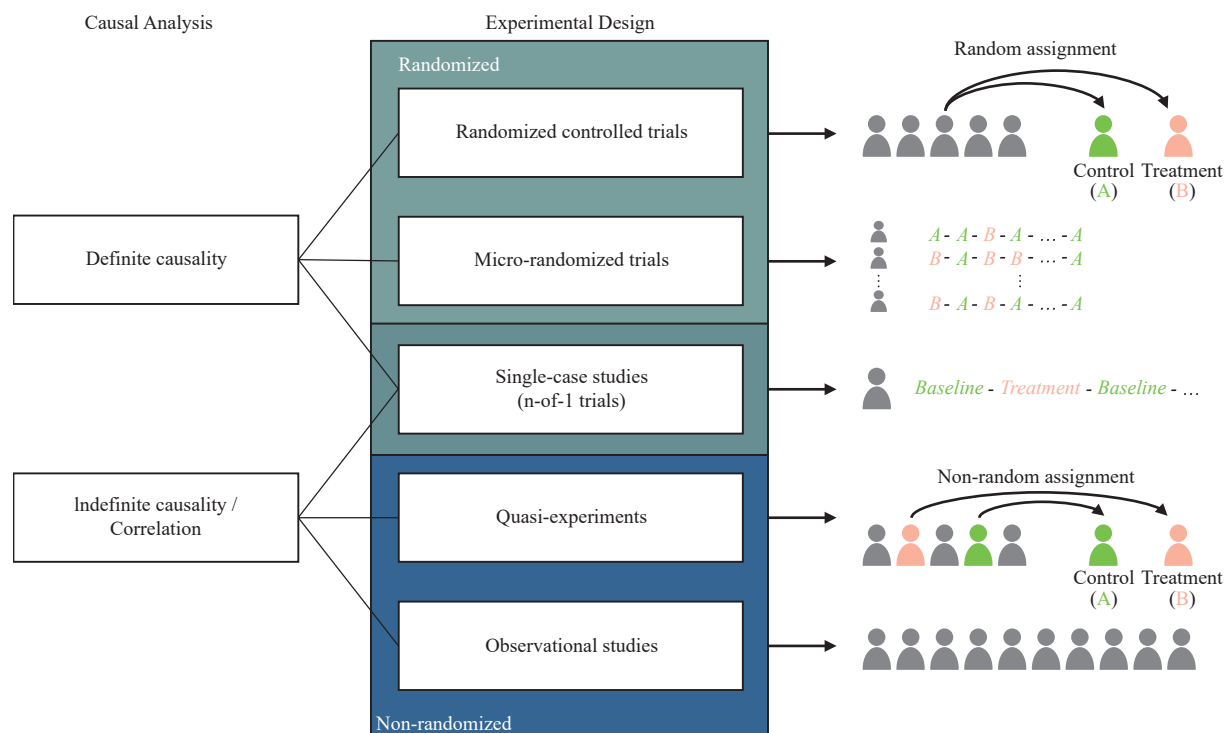 Causal Analysis
Experimental Design
Randomized
Random assignment
Randomized controlled trials
Control Treatment
(A) (B)
Definite causality
Micro-randomized trials
A - A - B - A - … - A
B - A - B - B - … - A
⋮ ⋮
B - A - B - A - … - A
Single-case studies
(n-of-1 trials)
Baseline - Treatment - Baseline - …
Indefinite causality /
Correlation
Quasi-experiments
Non-random assignment
Control Treatment
(A) (B)
Observational studies
Non-randomized